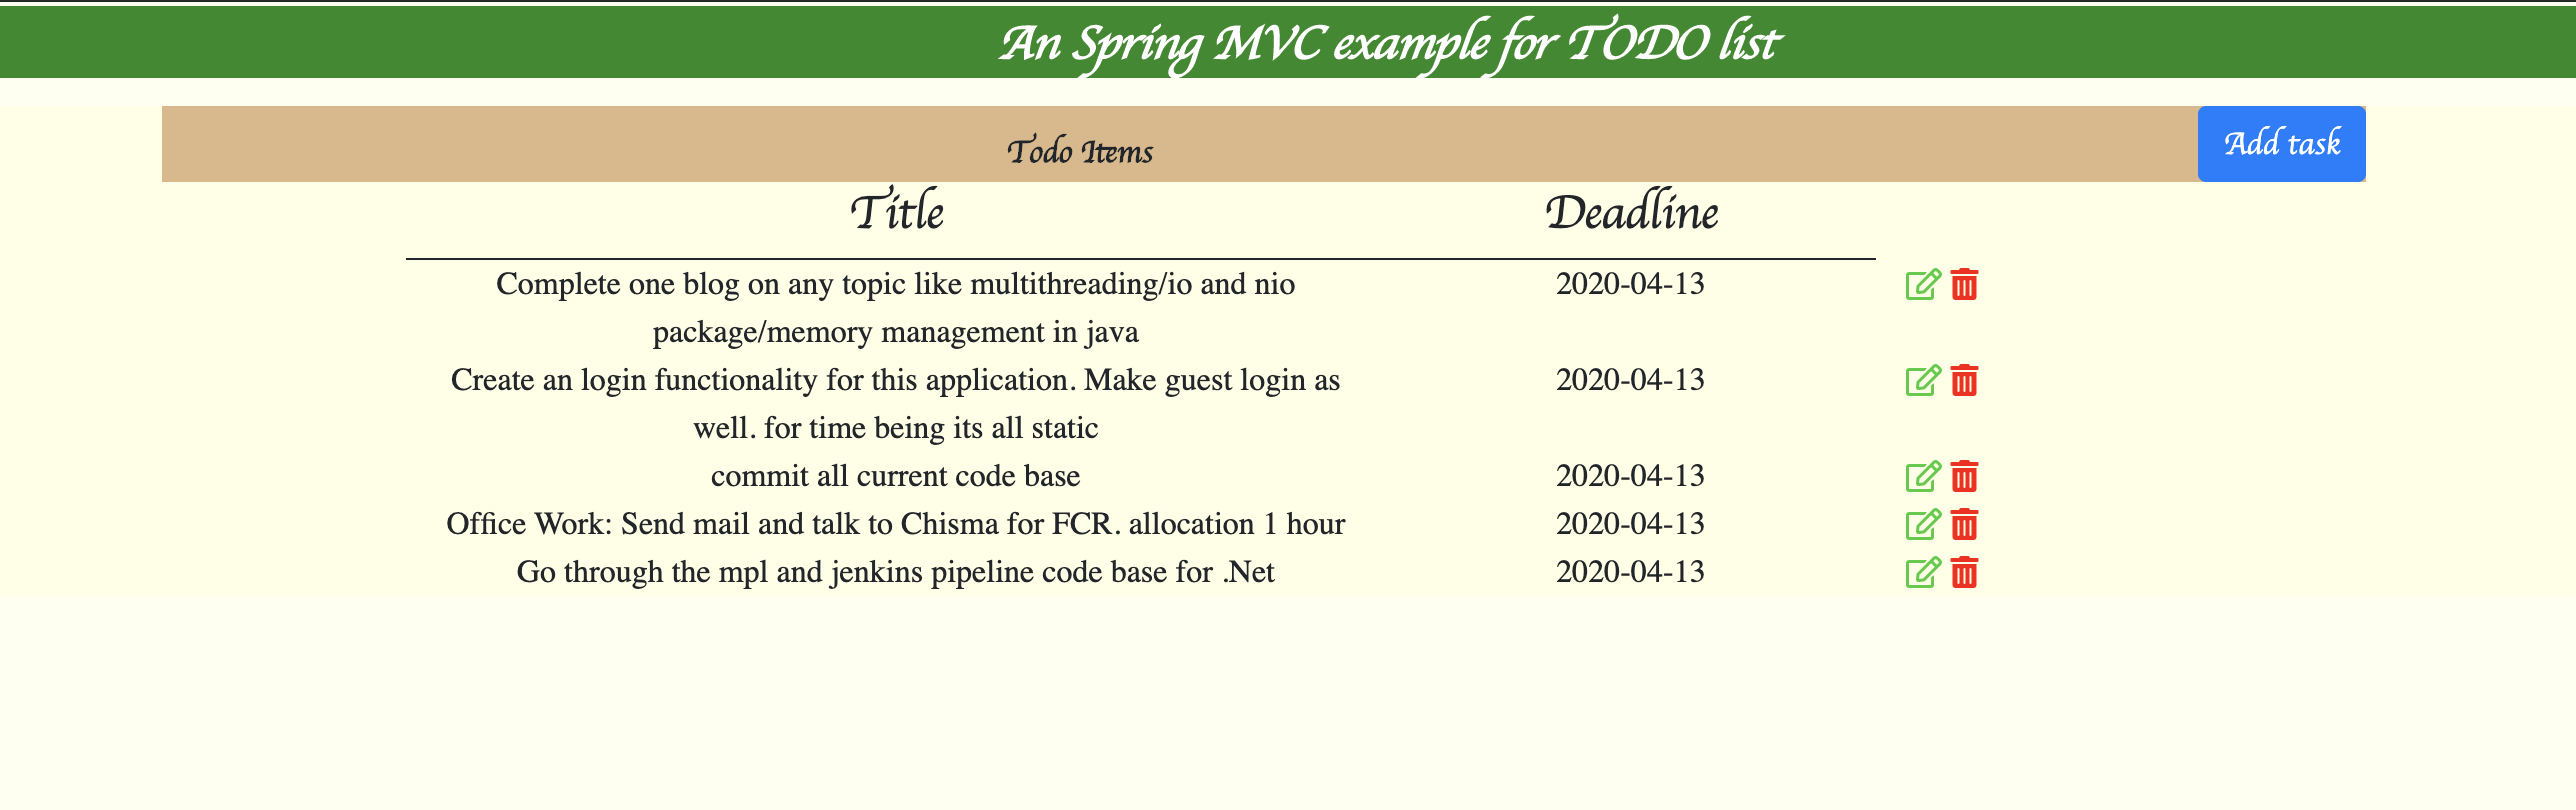 An Spring MVC example for TODO list
Todo Items
Add task
Title Deadline
Complete one blog on any topic like multithreading/io and nio 2020-04-13
package/memory management in java
Create an login functionality for this application. Make guest login as 2020-04-13
well. for time being its all static
commit all current code base 2020-04-13
Office Work: Send mail and talk to Chisma for FCR. allocation 1 hour 2020-04-13
Go through the mpl and jenkins pipeline code base for .Net 2020-04-13